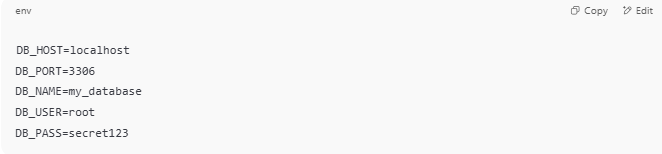 env
Copy Edit
DB_HOST=localhost
DB_PORT=3306
DB_NAME=my_database
DB_USER=root
DB_PASS=secret123